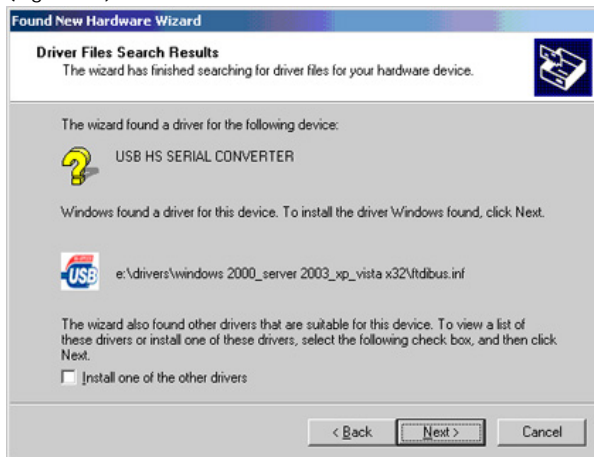 Found New Hardware Wizard
Driver Files Search Results
The wizard has finished searching for driver files for your hardware device.
The wizard found a driver for the following device:
USB HS SERIAL CONVERTER
Windows found a driver for this device. To install the driver Windows found, click Next.
USB
e:\drivers\windows 2000_server 2003_xp_vista x32\ftdibus.inf
The wizard also found other drivers that are suitable for this device. To view a list of
these drivers or install one of these drivers, select the following check box, and then click
Next.
Install one of the other drivers
< Back
Next >
Cancel